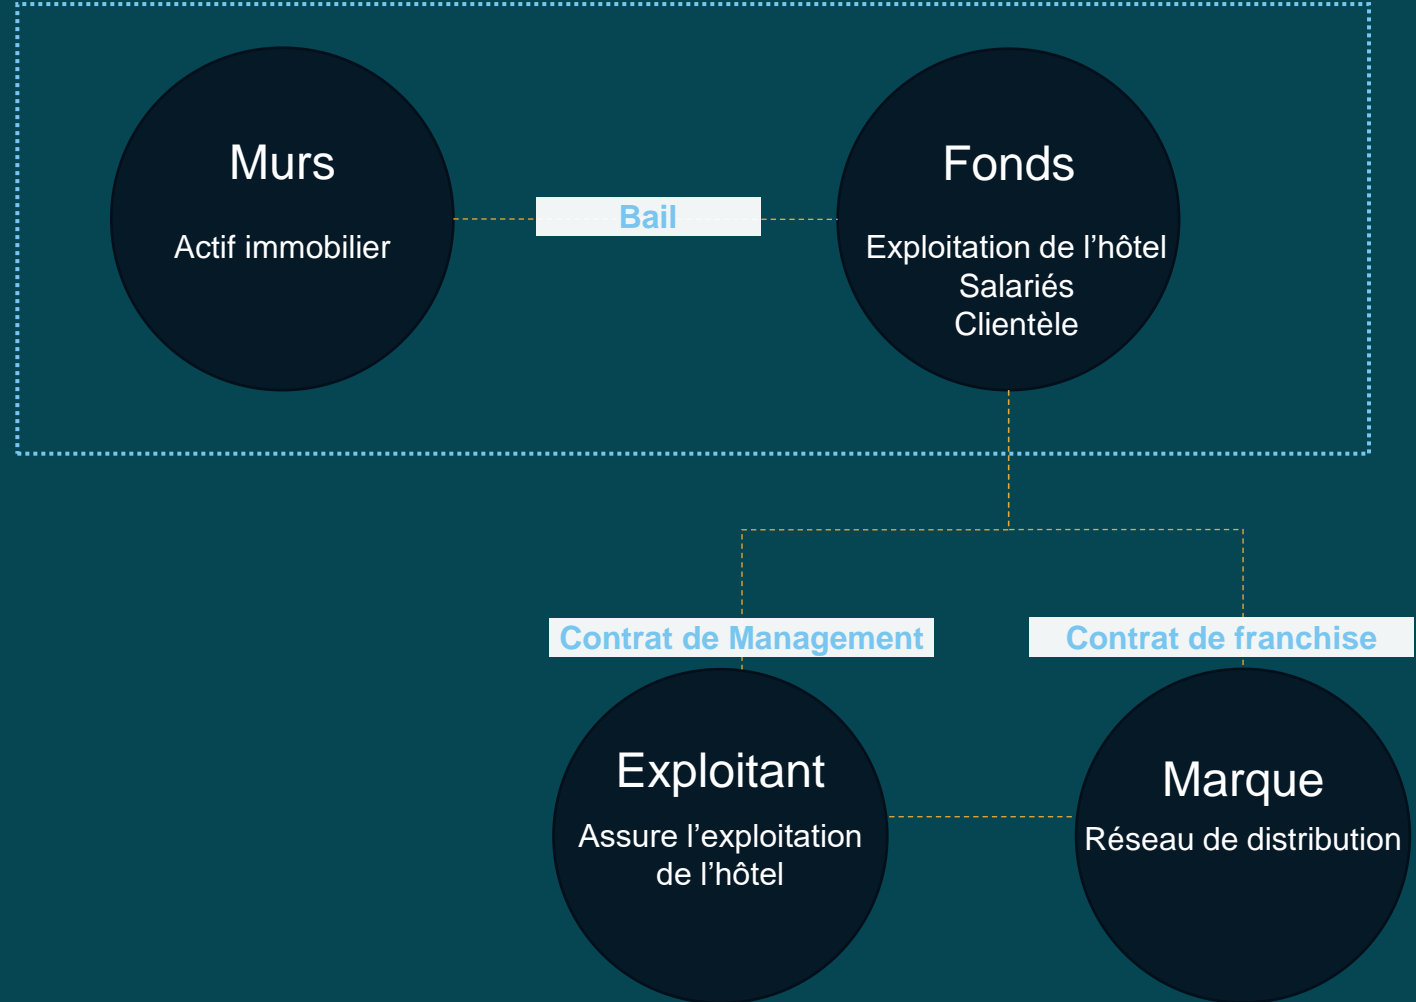 Murs
Actif immobilier
Bail
Fonds
Exploitation de l’hôtel
Salariés
Clientèle
Contrat de Management
Contrat de franchise
Exploitant
Assure l’exploitation
de l’hôtel
Marque
Réseau de distribution